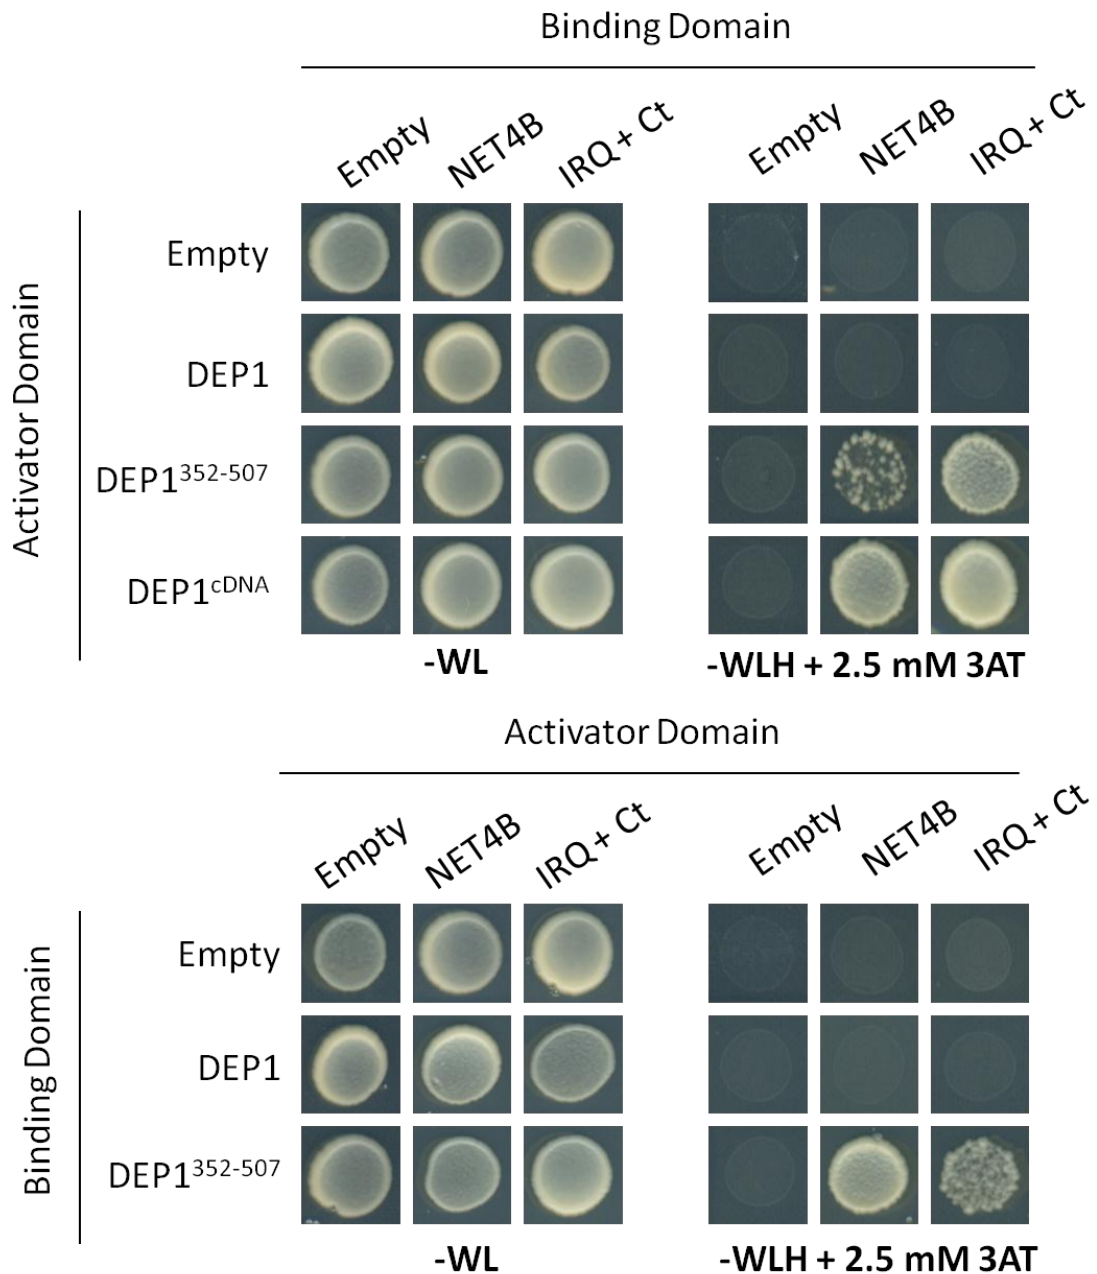 Binding Domain
Empty NET4B IRQ + Ct Empty NET4B IRQ + Ct
Activator Domain
Empty
DEP1
DEP1352-507
DEP1cDNA
-WL -WLH + 2.5 mM 3AT
Activator Domain
Empty NET4B IRQ + Ct Empty NET4B IRQ + Ct
Binding Domain
Empty
DEP1
DEP1352-507
-WL -WLH + 2.5 mM 3AT